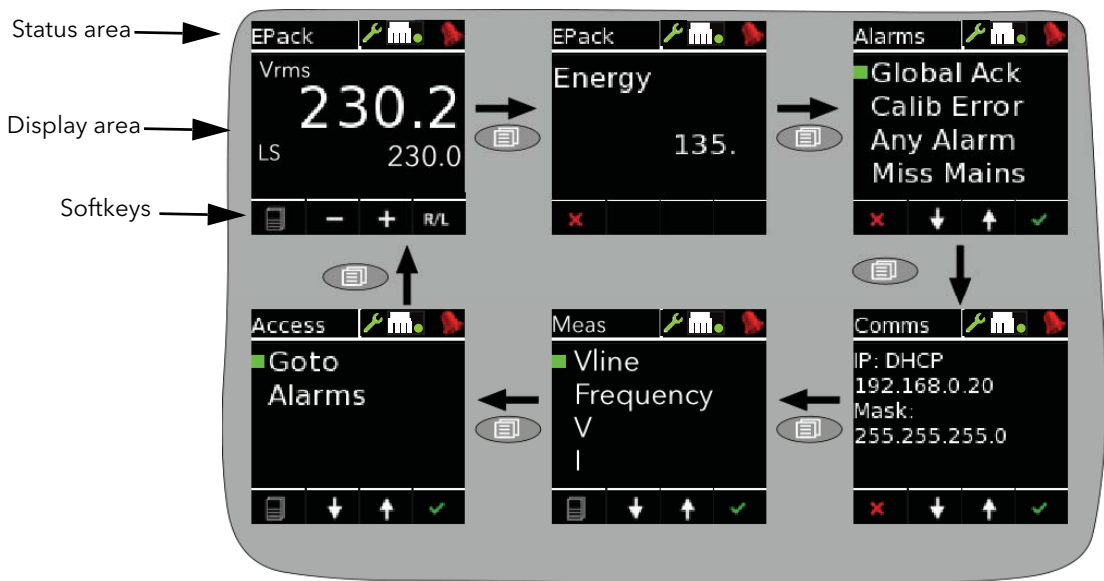 Status area
Display area
Softkeys
EPack
Vrms
230.2
LS 230.0
R/L
EPack
Energy
135.
Alarms
Global Ack
Calib Error
Any Alarm
Miss Mains
Access
Goto
Alarms
Meas
Vline
Frequency
V
I
Comms
IP: DHCP
192.168.0.20
Mask:
255.255.255.0